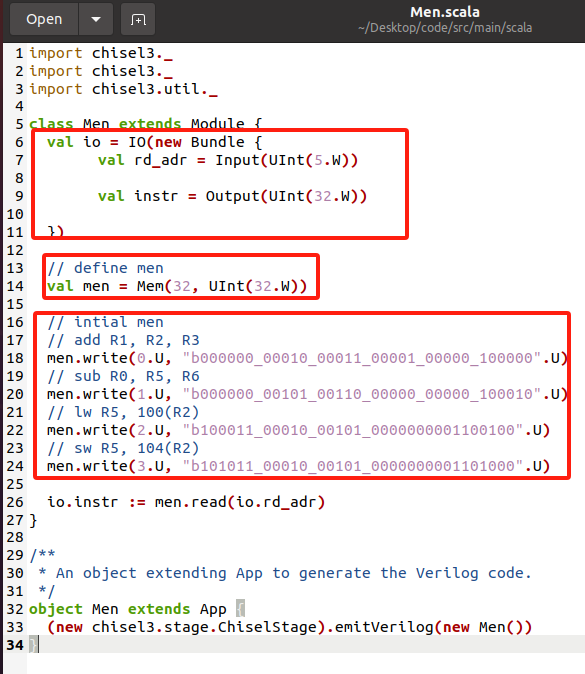 Open
Men.scala
~/Desktop/code/src/main/scala
1 import chisel3._
2 import chisel3._
3 import chisel3.util._
4
5 class Men extends Module {
6 val io = IO(new Bundle {
7 val rd_adr = Input(UInt(5.W))
8
9 val instr = Output(UInt(32.W))
10
11 })
12
13 // define men
14 val men = Mem(32, UInt(32.W))
15
16 // intial men
17 // add R1, R2, R3
18 men.write(0.U, "b000000_00010_00011_00001_00000_100000".U)
19 // sub R0, R5, R6
20 men.write(1.U, "b000000_00101_00110_00000_00000_100010".U)
21 // lw R5, 100(R2)
22 men.write(2.U, "b100011_00010_00101_0000000001100100".U)
23 // sw R5, 104(R2)
24 men.write(3.U, "b101011_00010_00101_0000000001101000".U)
25
26 io.instr := men.read(io.rd_adr)
27 }
28
29 /**
30 * An object extending App to generate the Verilog code.
31 */
32 object Men extends App {
33 (new chisel3.stage.ChiselStage).emitVerilog(new Men())
34 }